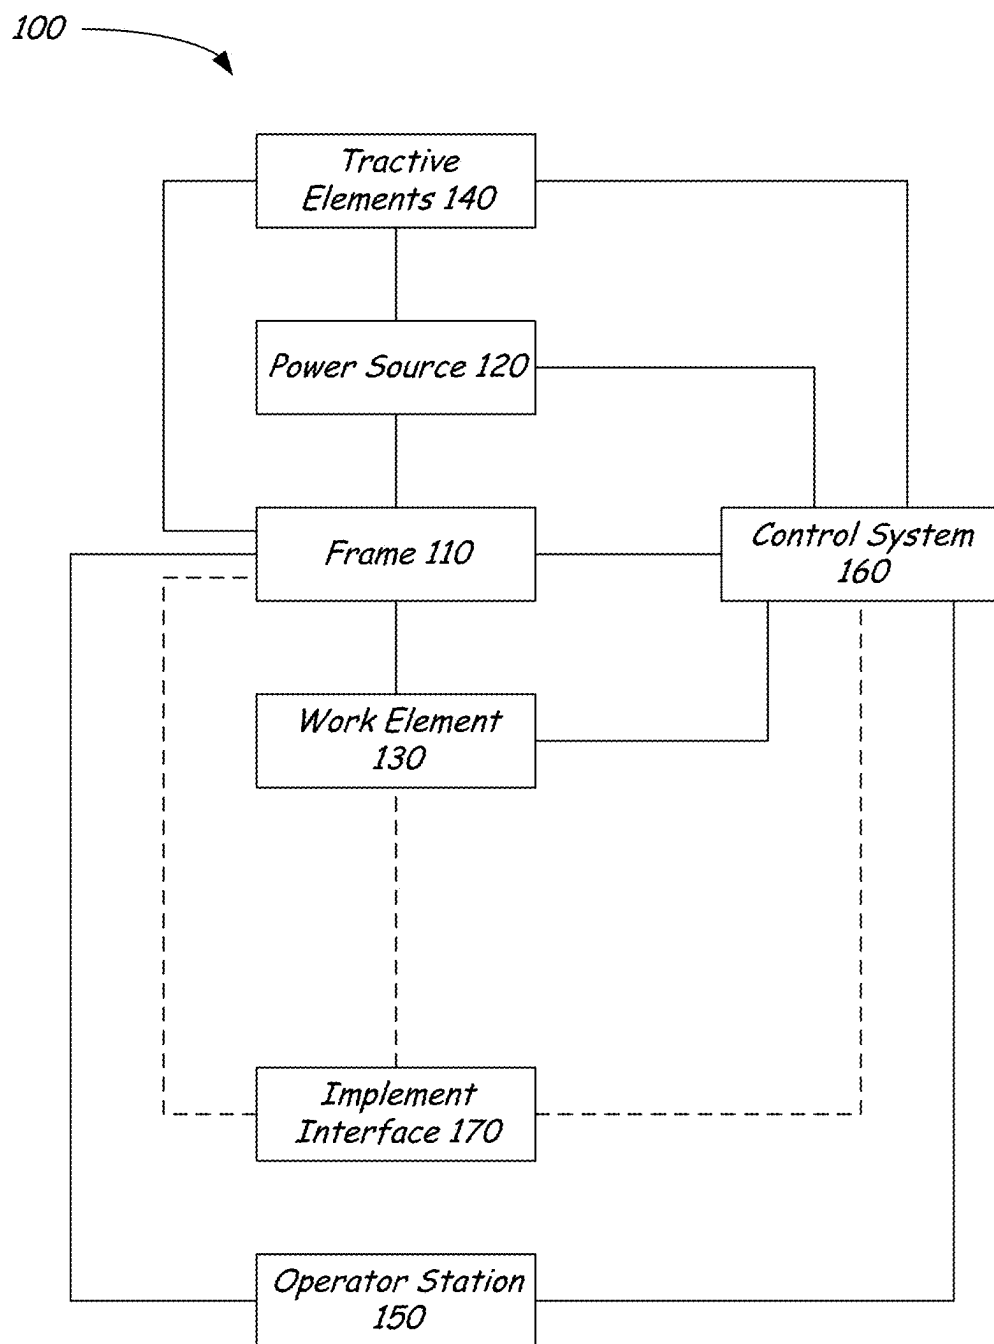 100
Tractive
Elements 140
Power Source 120
Frame 110
Control System
160
Work Element
130
Implement
Interface 170
Operator Station
150